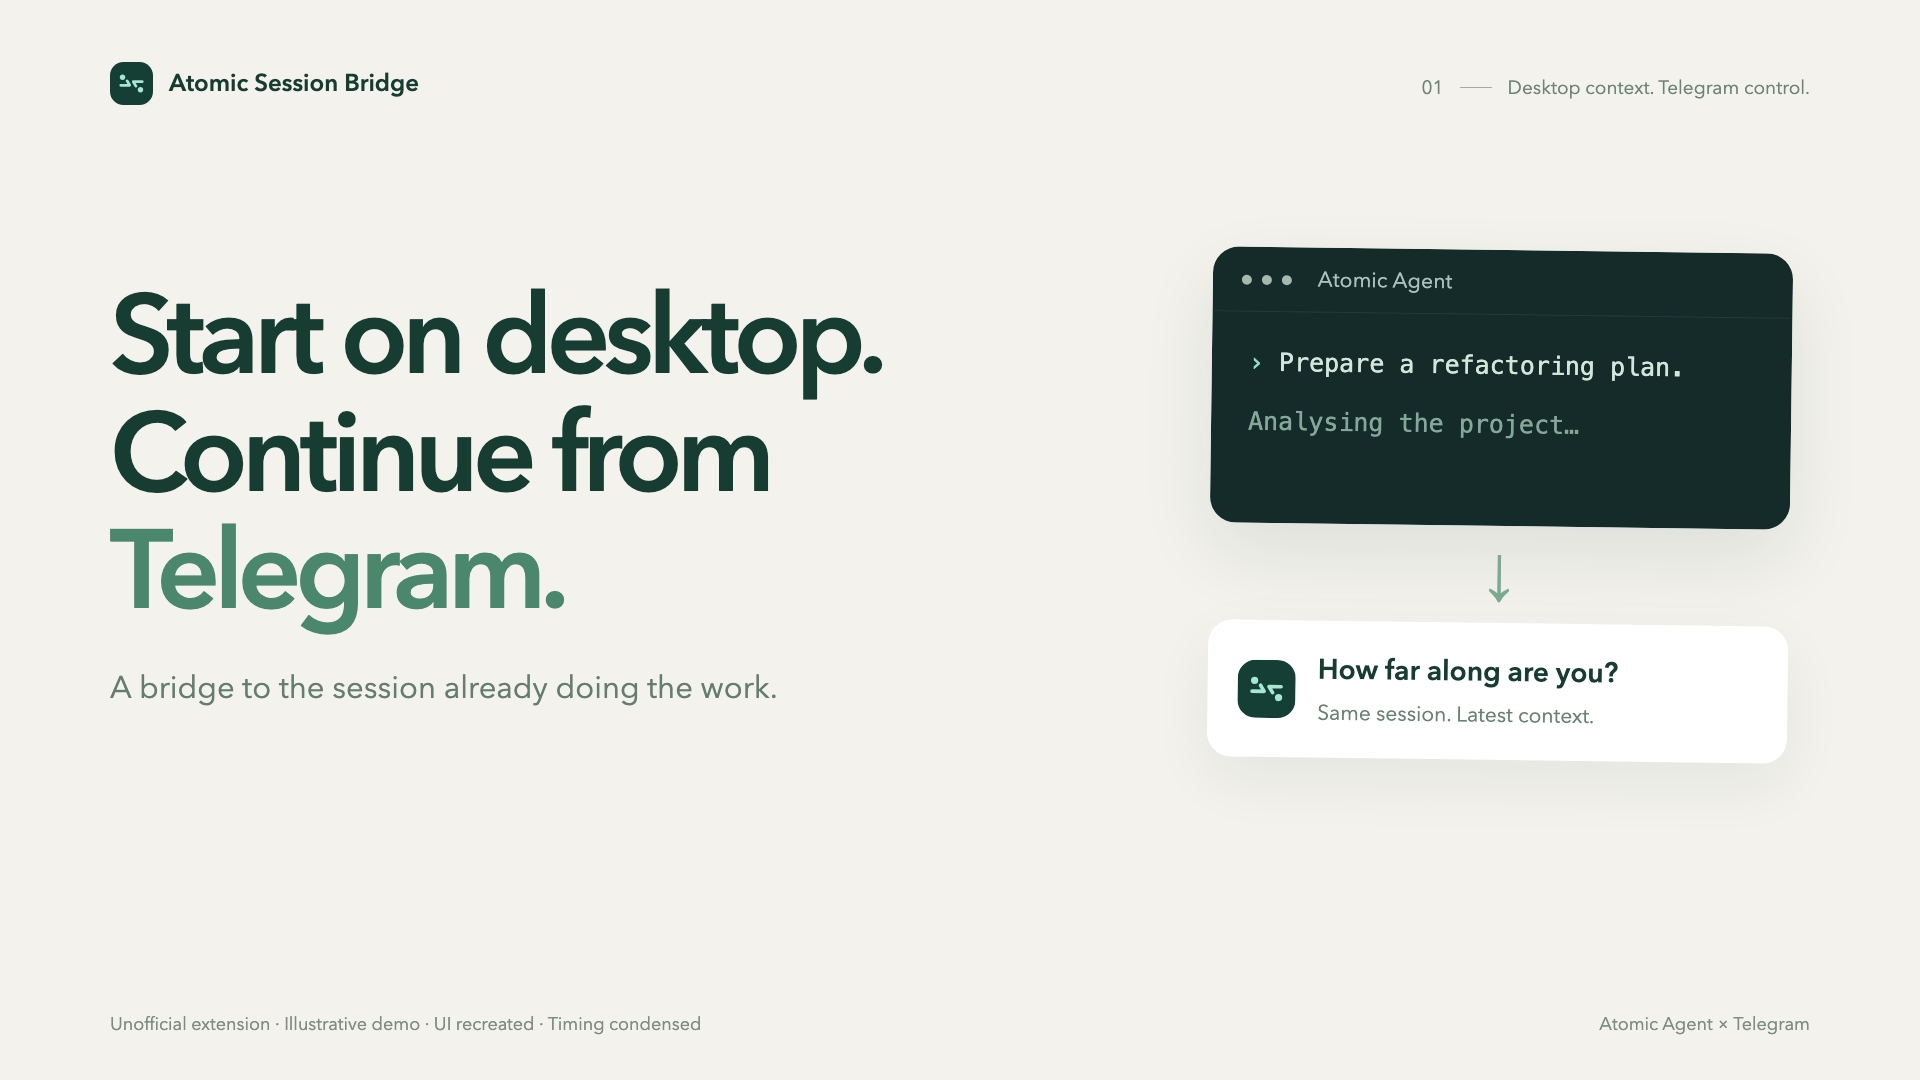 Atomic Session Bridge
01 — Desktop context. Telegram control.
Start on desktop.
Continue from
Telegram.
A bridge to the session already doing the work.
Atomic Agent
› Prepare a refactoring plan.
Analysing the project…
How far along are you?
Same session. Latest context.
Unofficial extension · Illustrative demo · UI recreated · Timing condensed
Atomic Agent × Telegram